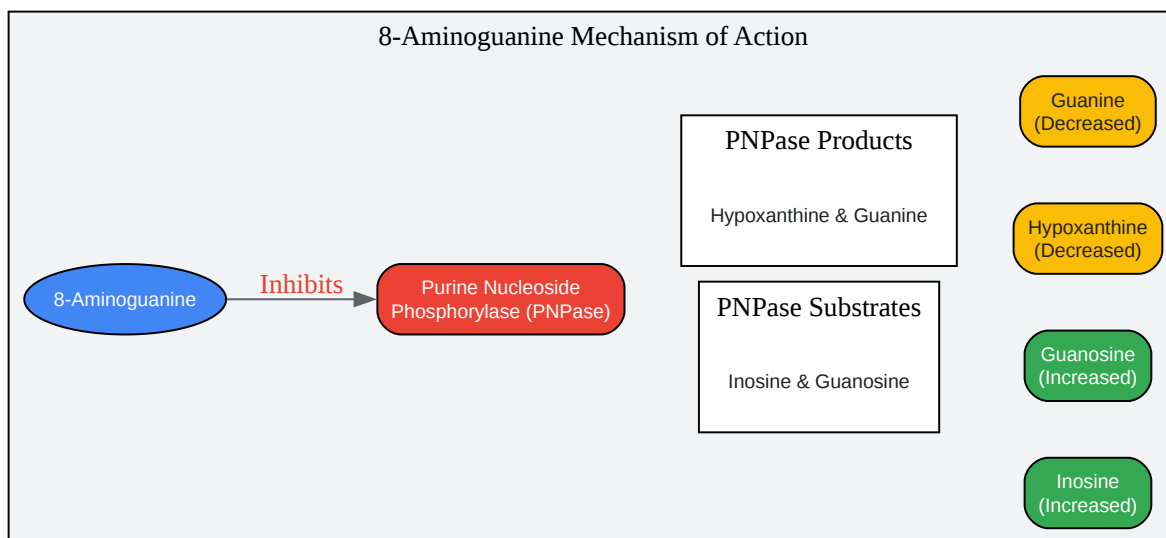 8-Aminoguanine Mechanism of Action
8-Aminoguanine
Inhibits
Purine Nucleoside
Phosphorylase (PNPase)
PNPase Products
Hypoxanthine & Guanine
PNPase Substrates
Inosine & Guanosine
Guanine
(Decreased)
Hypoxanthine
(Decreased)
Guanosine
(Increased)
Inosine
(Increased)